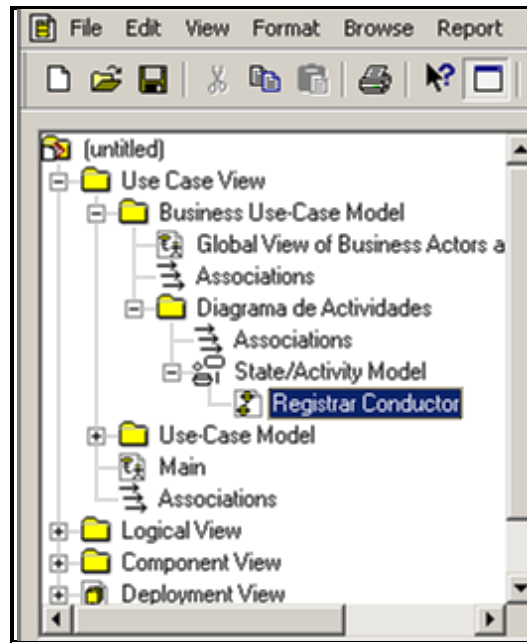 File Edit View Format Browse Report
(untitled)
Use Case View
Business Use-Case Model
Global View of Business Actors a
Associations
Diagrama de Actividades
Associations
State/Activity Model
Registrar Conductor
Use-Case Model
Main
Associations
Logical View
Component View
Deployment View